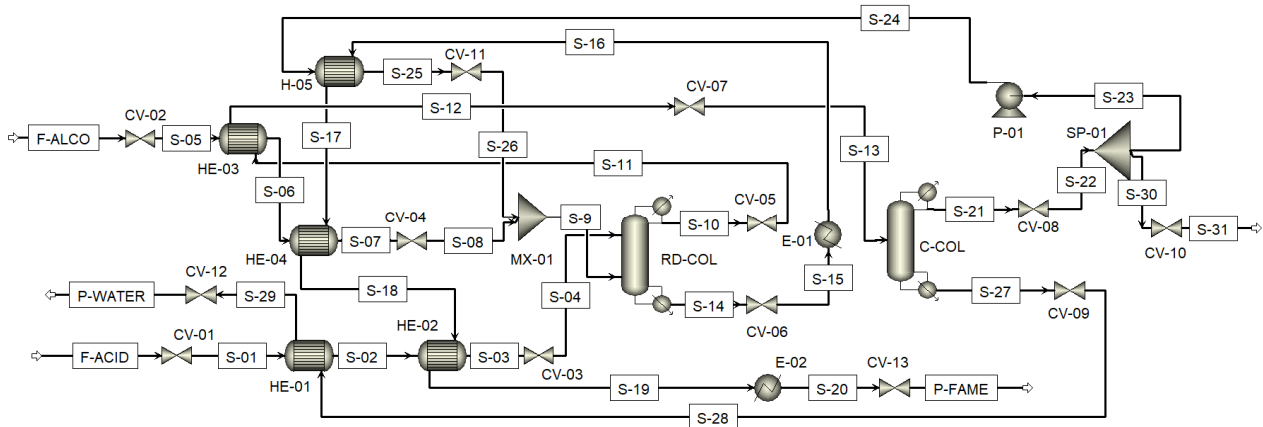 S-24
S-16
CV-11
H-05
S-25
CV-07
S-23
S-12
P-01
SP-01
CV-02
F-ALCO
S-05
S-17
S-26
S-13
HE-03
S-11
S-22
S-06
S-30
CV-04
S-9
S-10
CV-05
S-21
S-07
S-08
E-01
CV-08
S-31
HE-04
MX-01
C-COL
CV-10
CV-12
RD-COL
S-15
P-WATER
S-29
S-18
S-04
S-14
S-27
CV-01
HE-02
CV-06
CV-09
F-ACID
S-01
S-02
S-03
E-02
CV-13
HE-01
CV-03
S-19
S-20
P-FAME
S-28